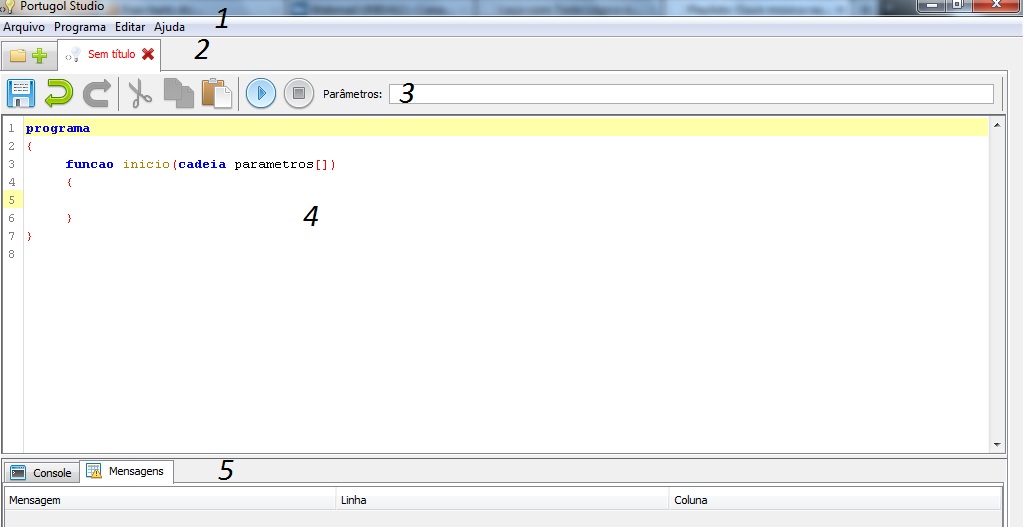 Portugol Studio
1
Arquivo Programa Editar Ajuda
2
Sem título
Parâmetros: 3
1 programa
2 {
3 funcao inicio(cadeia parametros[])
4 {
5
4
6 }
7 }
8
Console Mensagens 5
Mensagem Linha Coluna